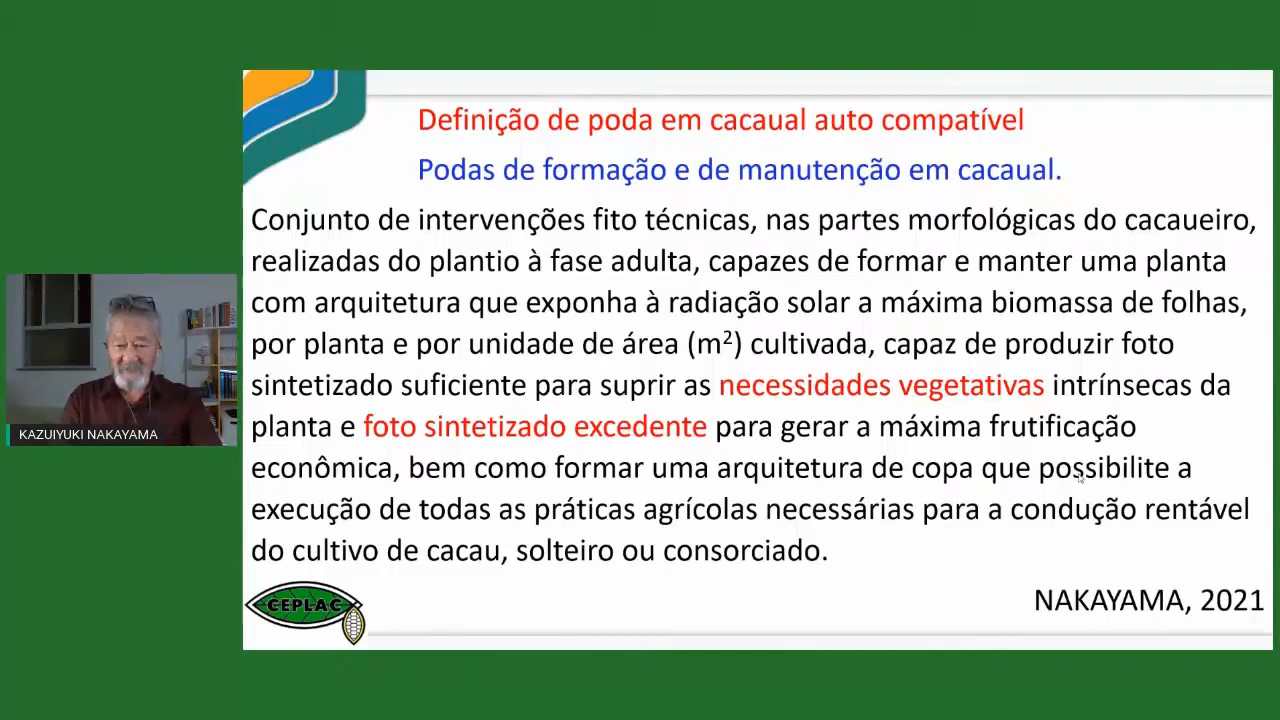 Definição de poda em cacaual auto compatível
Podas de formação e de manutenção em cacaual.
Conjunto de intervenções fito técnicas, nas partes morfológicas do cacaueiro,
realizadas do plantio à fase adulta, capazes de formar e manter uma planta
com arquitetura que exponha à radiação solar a máxima biomassa de folhas,
por planta e por unidade de área (m²) cultivada, capaz de produzir foto
sintetizado suficiente para suprir as necessidades vegetativas intrínsecas da
planta e foto sintetizado excedente para gerar a máxima frutificação
econômica, bem como formar uma arquitetura de copa que possibilite a
execução de todas as práticas agrícolas necessárias para a condução rentável
do cultivo de cacau, solteiro ou consorciado.
NAKAYAMA, 2021
CEPLAC
KAZUIYUKI NAKAYAMA